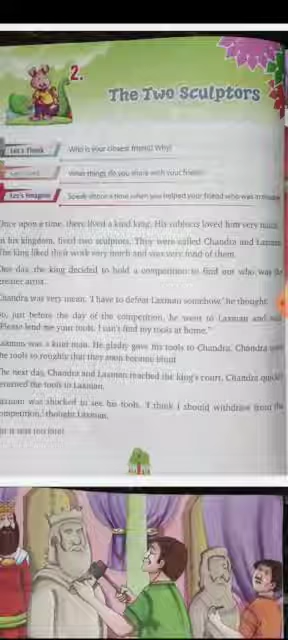 2.
The Two Sculptors
Let's Think Who is your closest friend? Why?
What things do you share with your friend?
Let's Imagine Speak about a time when you helped your friend who was in trouble
Once upon a time, there lived a kind king. His subjects loved him very much.
In his kingdom, lived two sculptors. They were called Chandra and Laxman.
The king liked their work very much and was very fond of them.
One day, the king decided to hold a competition to find out who was the
greater artist.
Chandra was very mean. 'I have to defeat Laxman somehow,' he thought.
So, just before the day of the competition, he went to Laxman and said,
"Please lend me your tools. I can't find my tools at home."
Laxman was a kind man. He gladly gave his tools to Chandra. Chandra used
the tools so roughly that they soon became blunt.
The next day, Chandra and Laxman reached the king's court. Chandra quickly
returned the tools to Laxman.
Laxman was shocked to see his tools. 'I think I should withdraw from the
competition,' thought Laxman.